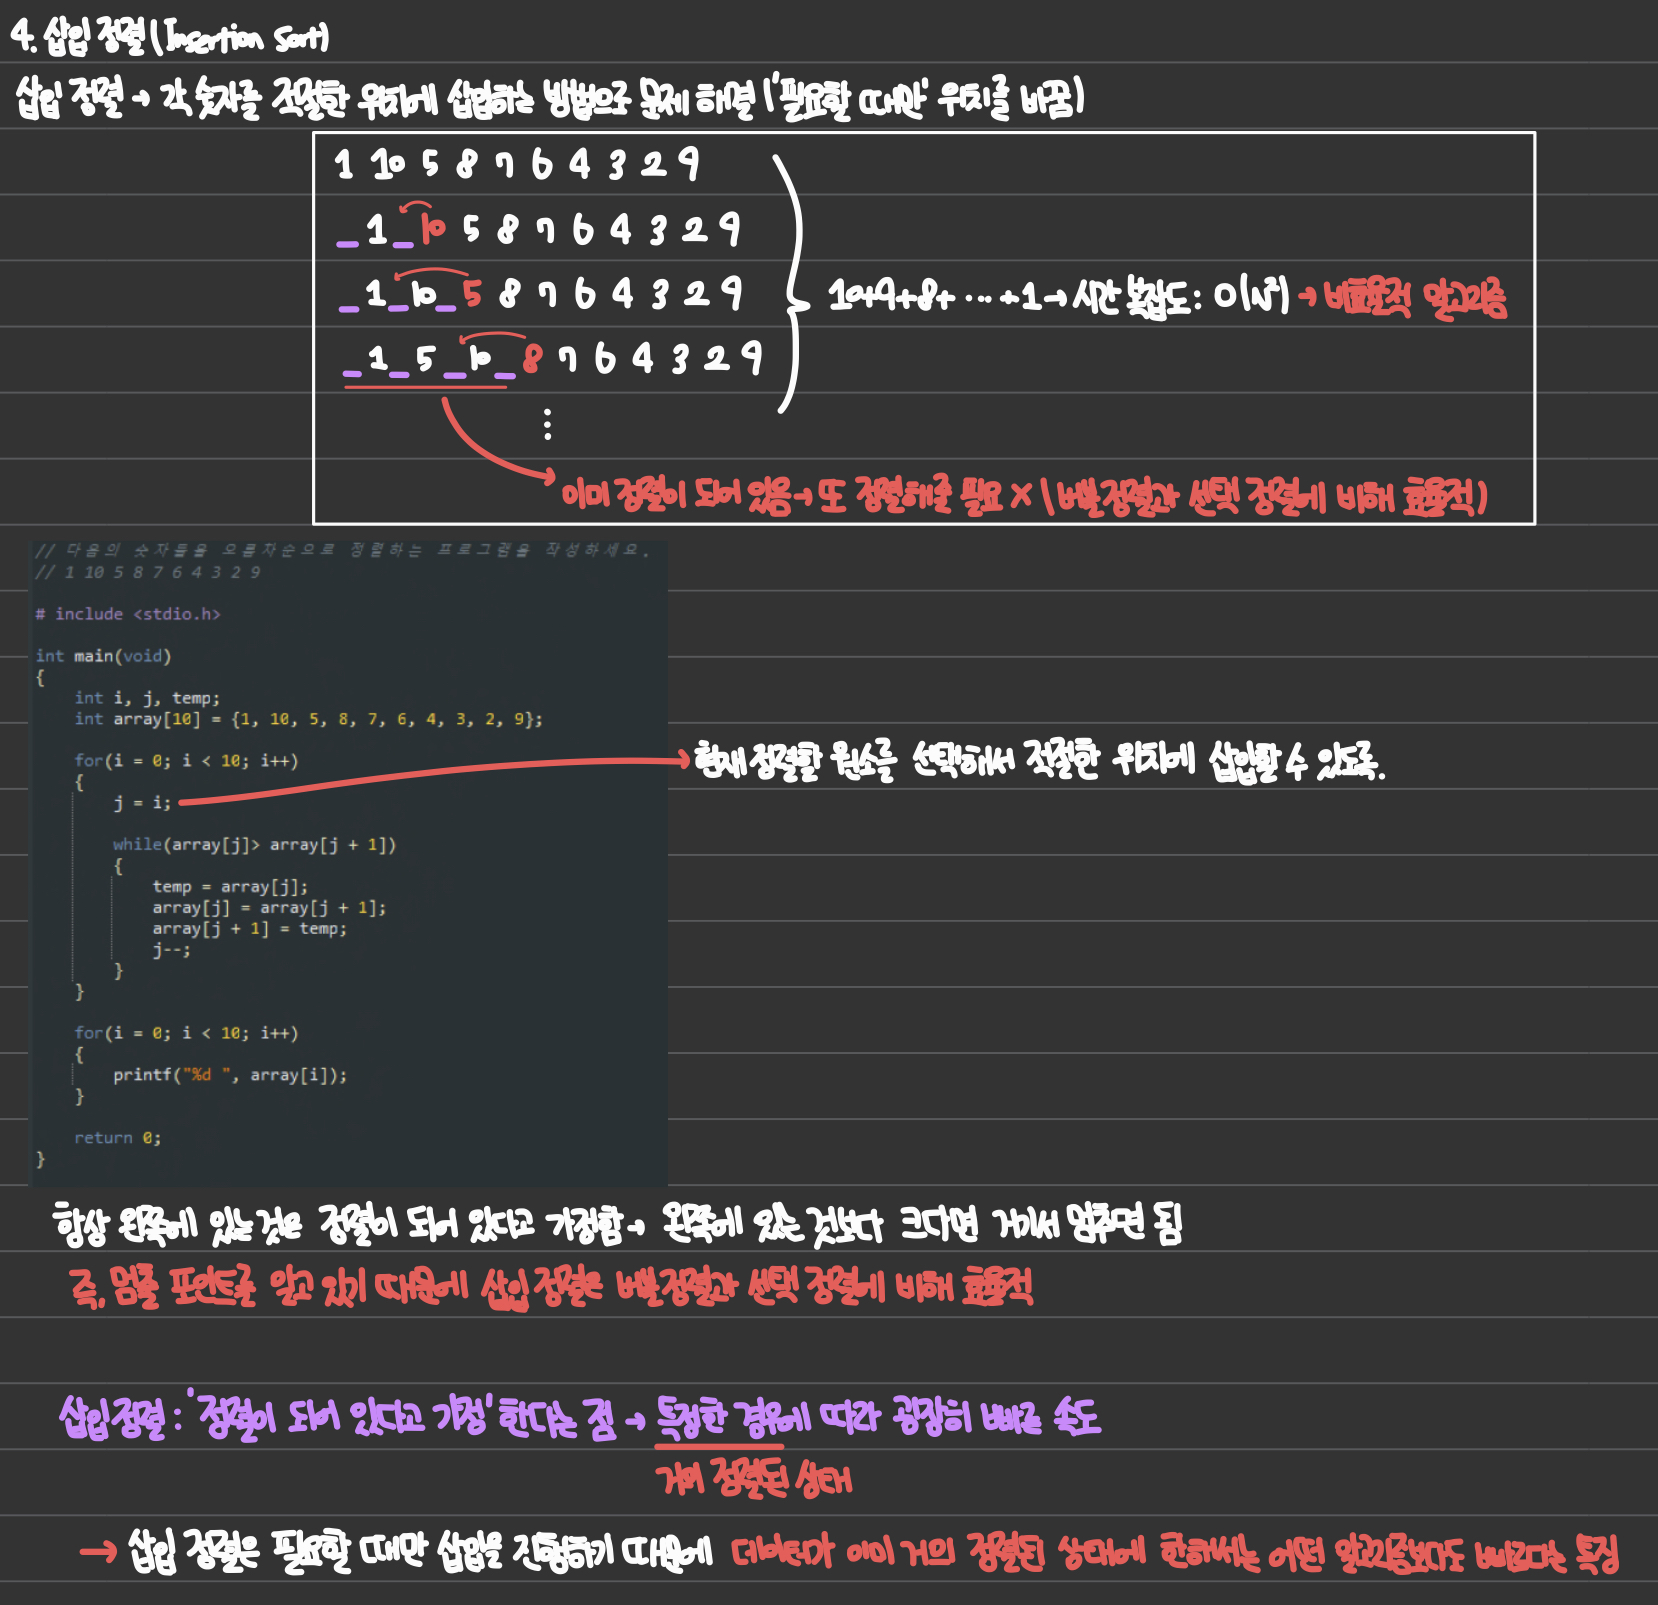 4. 삽입 정렬 (Insertion Sort)
삽입 정렬 → 각 숫자를 적절한 위치에 삽입하는 방법으로 문제 해결 ('필요할 때만' 위치를 바꿈)
1 10 5 8 7 6 4 3 2 9
_ 1 _ 10 5 8 7 6 4 3 2 9
_ 1 _ 10 _ 5 8 7 6 4 3 2 9
10+9+8+ ... +1 → 시간 복잡도 : O(N²) → 비효율적 알고리즘
_ 1 _ 5 _ 10 _ 8 7 6 4 3 2 9
⋮
이미 정렬이 되어 있음 → 또 정렬해줄 필요 X (버블 정렬과 선택 정렬에 비해 효율적)
// 다음의 숫자들을 오름차순으로 정렬하는 프로그램을 작성하세요.
// 1 10 5 8 7 6 4 3 2 9
# include <stdio.h>
int main(void)
{
int i, j, temp;
int array[10] = {1, 10, 5, 8, 7, 6, 4, 3, 2, 9};
for(i = 0; i < 10; i++)
{
j = i;
현재 정렬할 원소를 선택해서 적절한 위치에 삽입할 수 있도록.
while(array[j]> array[j + 1])
{
temp = array[j];
array[j] = array[j + 1];
array[j + 1] = temp;
j--;
}
}
for(i = 0; i < 10; i++)
{
printf("%d ", array[i]);
}
return 0;
}
항상 왼쪽에 있는 것은 정렬이 되어 있다고 가정함 → 왼쪽에 있는 것보다 크다면 거기서 멈추면 됨
즉, 멈출 포인트를 알고 있기 때문에 삽입 정렬은 버블 정렬과 선택 정렬에 비해 효율적
삽입 정렬 : '정렬이 되어 있다고 가정' 한다는 점 → 특정한 경우에 따라 굉장히 빠른 속도
거의 정렬된 상태
→ 삽입 정렬은 필요할 때만 삽입을 진행하기 때문에 데이터가 이미 거의 정렬된 상태에 한해서는 어떤 알고리즘보다도 빠르다는 특징